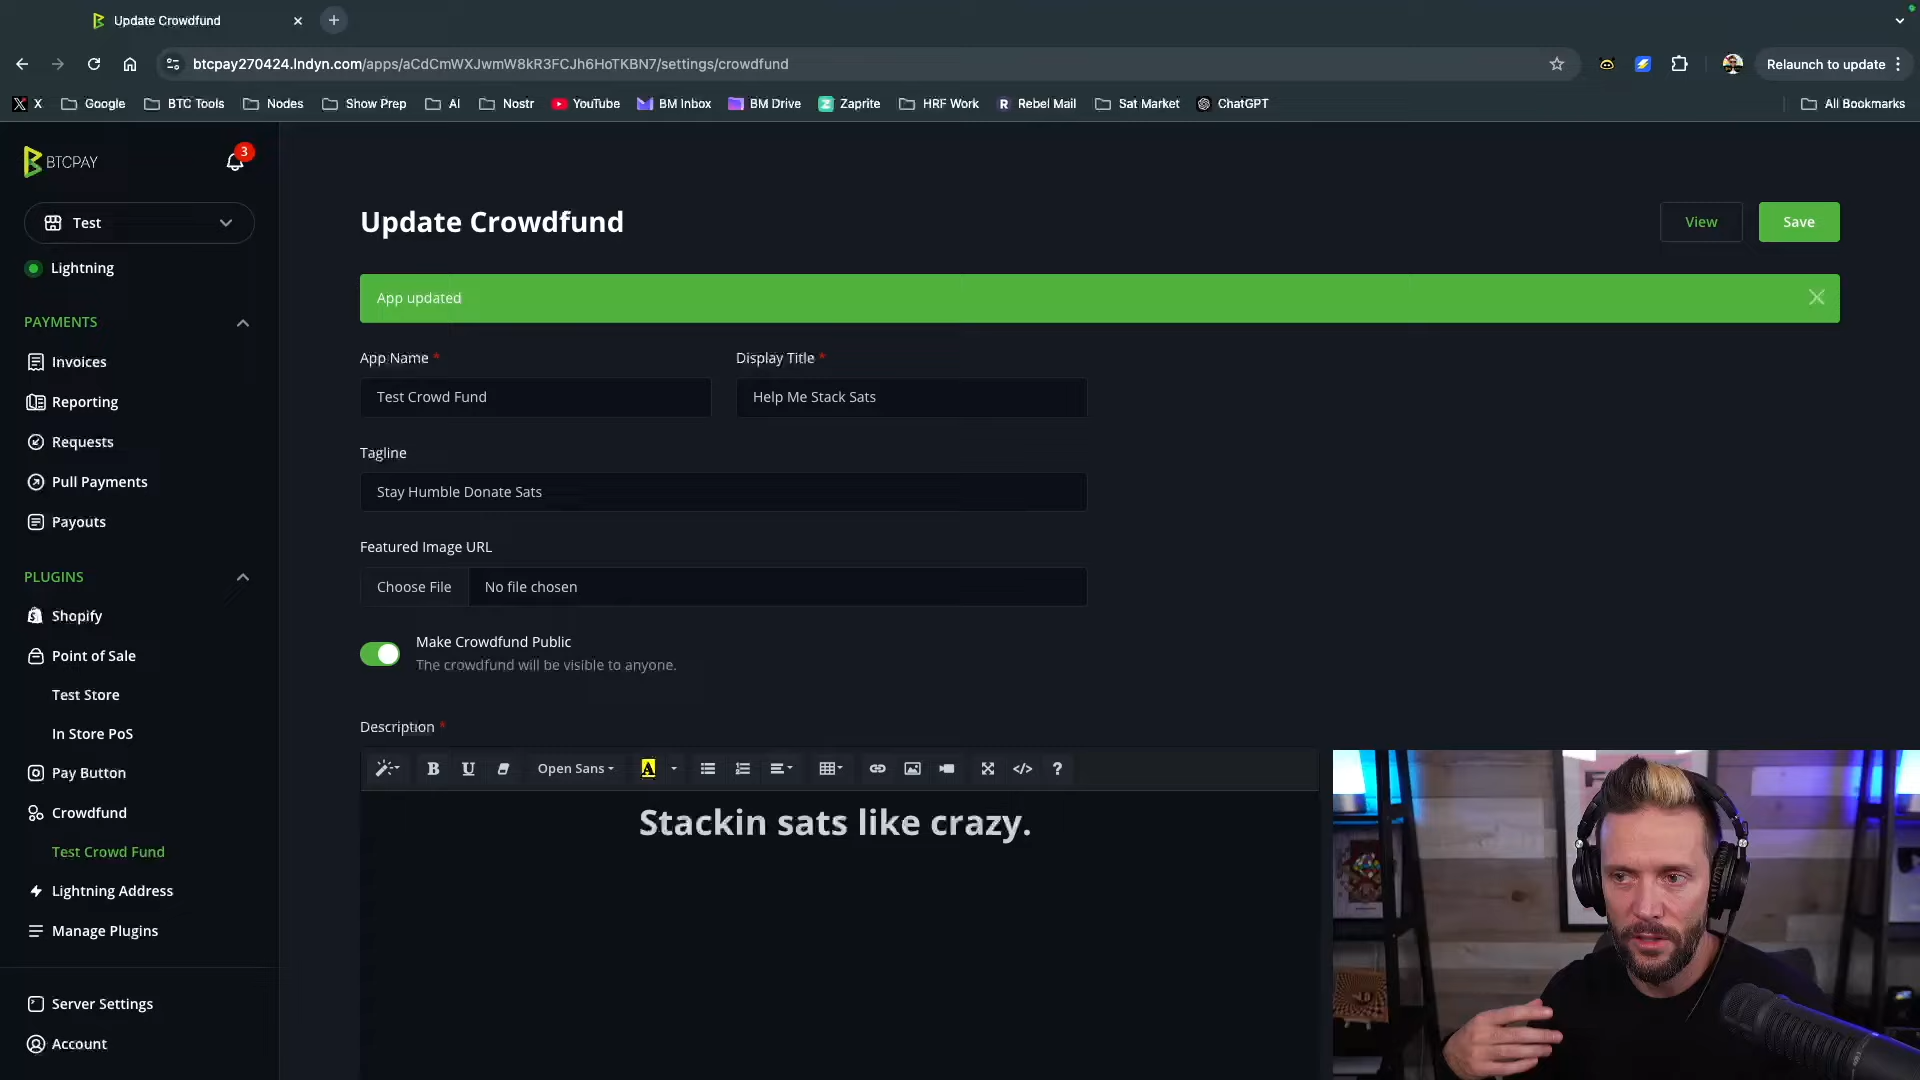 Update Crowdfund
btcpay270424.lndyn.com/apps/aCdCmWXJwmW8kR3FCJh6HoTKBN7/settings/crowdfund
Relaunch to update
X
Google
BTC Tools
Nodes
Show Prep
AI
Nostr
YouTube
BM Inbox
BM Drive
Zaprite
HRF Work
R Rebel Mail
Sat Market
ChatGPT
All Bookmarks
BTCPAY
3
Test
Lightning
PAYMENTS
Invoices
Reporting
Requests
Pull Payments
Payouts
PLUGINS
Shopify
Point of Sale
Test Store
In Store PoS
Pay Button
Crowdfund
Test Crowd Fund
Lightning Address
Manage Plugins
Server Settings
Account
Update Crowdfund
View
Save
App updated
App Name *
Display Title *
Test Crowd Fund
Help Me Stack Sats
Tagline
Stay Humble Donate Sats
Featured Image URL
Choose File
No file chosen
Make Crowdfund Public
The crowdfund will be visible to anyone.
Description *
B U Open Sans A </> ?
Stackin sats like crazy.